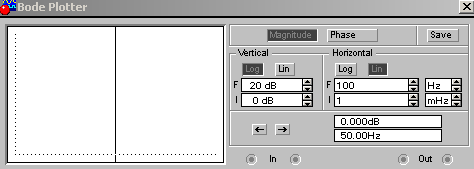 Bode Plotter
Magnitude Phase Save
Vertical Horizontal
Log Lin Log Lin
F 20 dB F 100 Hz
I 0 dB I 1 mHz
0.000dB
50.00Hz
In Out